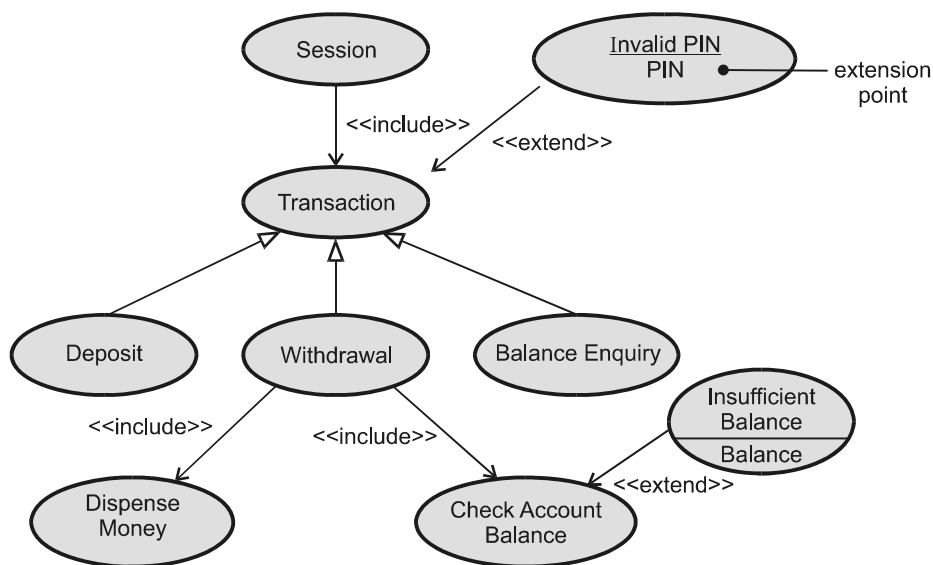 Session
Invalid PIN
PIN
extension
point
<<include>>
<<extend>>
Transaction
Deposit
Withdrawal
Balance Enquiry
Insufficient
Balance
Balance
<<include>>
<<include>>
<<extend>>
Dispense
Money
Check Account
Balance